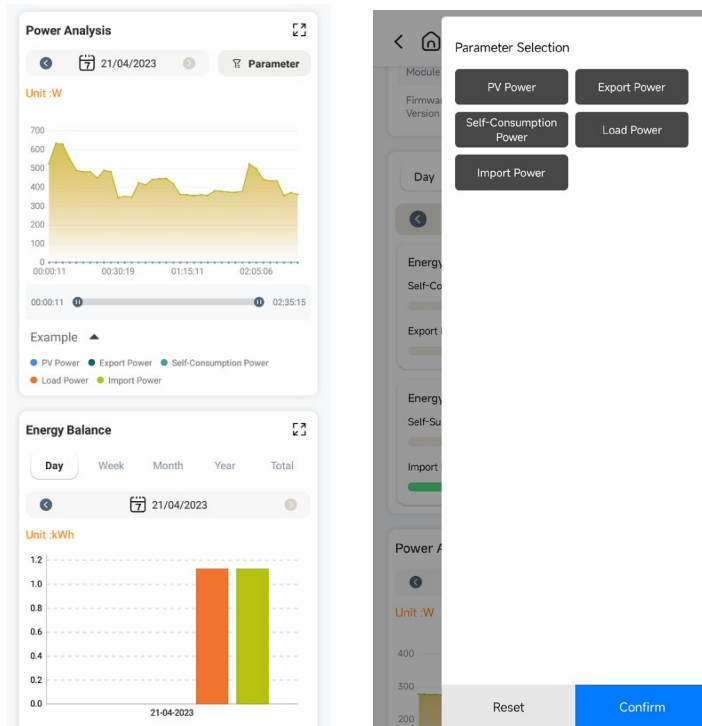 Power Analysis
7 21/04/2023
Parameter
Unit :W
700
600
500
400
300
200
100
0
00:00:11 00:30:19 01:15:11 02:05:06
00:00:11 02:35:15
Example
PV Power Export Power Self-Consumption Power
Load Power Import Power
Energy Balance
Day Week Month Year Total
7 21/04/2023
Unit :kWh
1.2
1.0
0.8
0.6
0.4
0.2
0.0
21-04-2023
Module
Firmwa
Version
Day
Energy
Self-Co
Export
Energy
Self-Su
Import
Power A
Unit :W
400
300
200
Parameter Selection
PV Power Export Power
Self-Consumption
Power
Load Power
Import Power
Reset Confirm